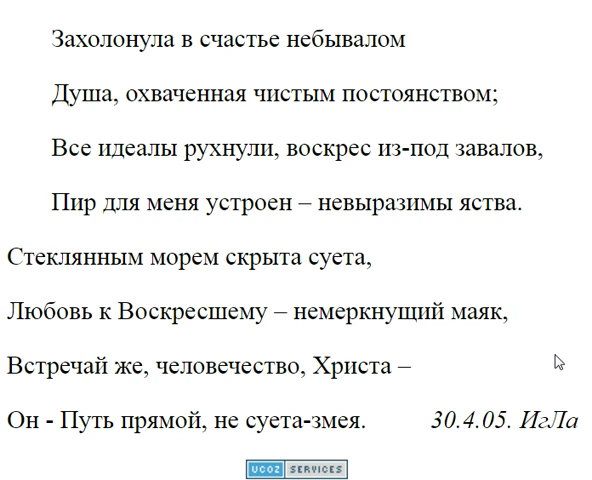 Захолонула в счастье небывалом
Душа, охваченная чистым постоянством;
Все идеалы рухнули, воскрес из-под завалов,
Пир для меня устроен – невыразимы яства.
Стеклянным морем скрыта суета,
Любовь к Воскресшему – немеркнущий маяк,
Встречай же, человечество, Христа –
Он - Путь прямой, не суета-змея. 30.4.05. ИгЛа
UCOZ SERVICES